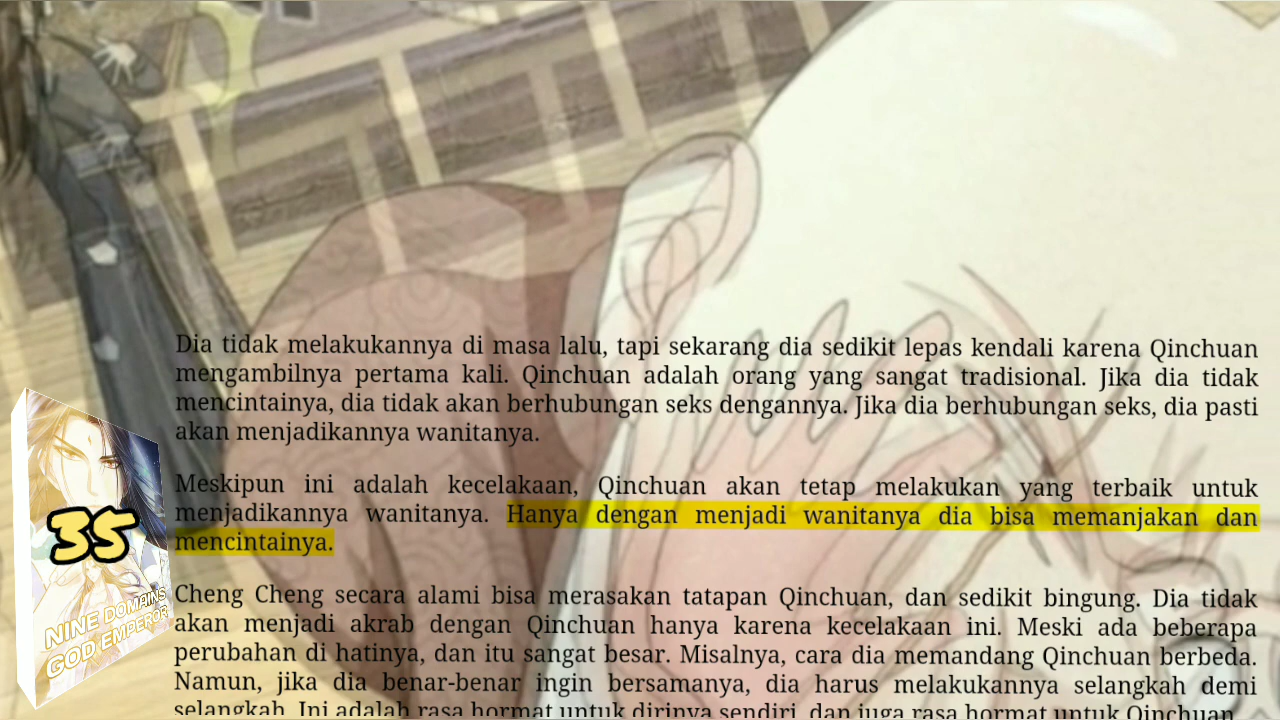 Dia tidak melakukannya di masa lalu, tapi sekarang dia sedikit lepas kendali karena Qinchuan
mengambilnya pertama kali. Qinchuan adalah orang yang sangat tradisional. Jika dia tidak
mencintainya, dia tidak akan berhubungan seks dengannya. Jika dia berhubungan seks, dia pasti
akan menjadikannya wanitanya.
Meskipun ini adalah kecelakaan, Qinchuan akan tetap melakukan yang terbaik untuk
menjadikannya wanitanya. Hanya dengan menjadi wanitanya dia bisa memanjakan dan
mencintainya.
Cheng Cheng secara alami bisa merasakan tatapan Qinchuan, dan sedikit bingung. Dia tidak
akan menjadi akrab dengan Qinchuan hanya karena kecelakaan ini. Meski ada beberapa
perubahan di hatinya, dan itu sangat besar. Misalnya, cara dia memandang Qinchuan berbeda.
Namun, jika dia benar-benar ingin bersamanya, dia harus melakukannya selangkah demi
selangkah. Ini adalah rasa hormat untuk dirinya sendiri, dan juga rasa hormat untuk Qinchuan.
35
NINE DOMAINS
GOD EMPEROR